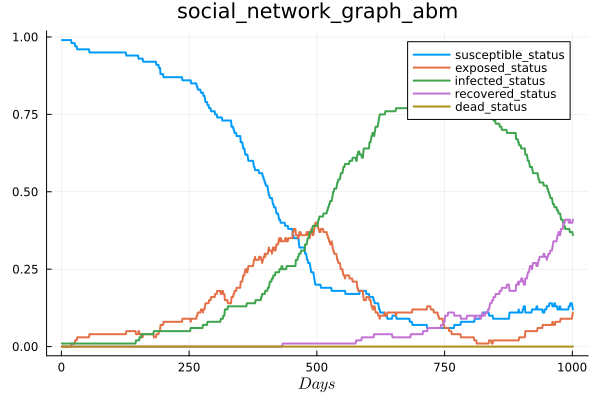 social_network_graph_abm
1.00
0.75
0.50
0.25
0.00
susceptible_status
exposed_status
infected_status
recovered_status
dead_status
0
250
500
750
1000
Days